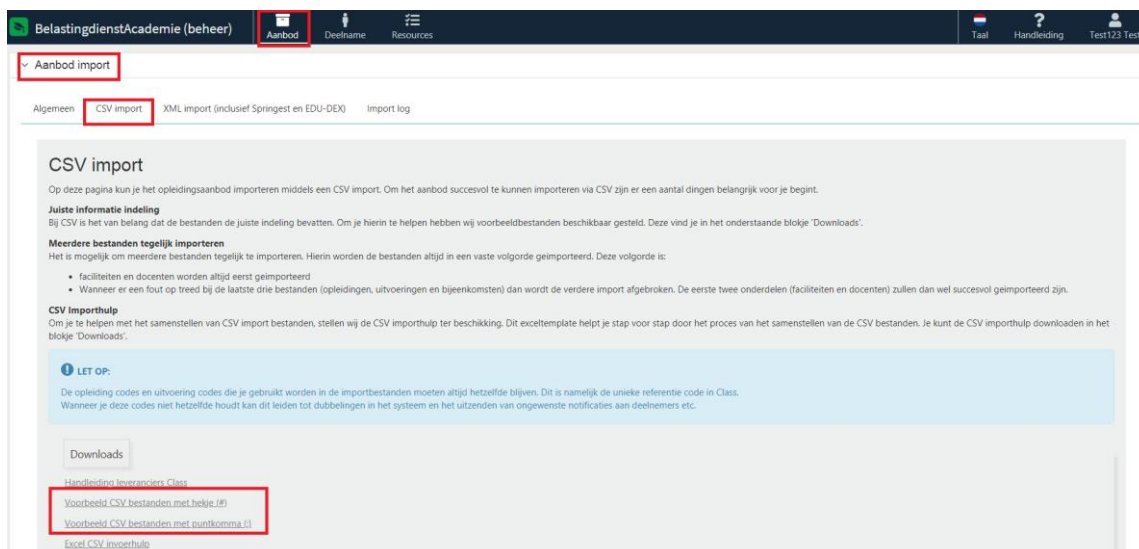 BelastingdienstAcademie (beheer)
Aanbod
Deelname
Resources
Taal
Handleiding
Test123 Test
Aanbod import
Algemeen
CSV import
XML import (inclusief Springest en EDU-DEX)
Import log
CSV import
Op deze pagina kun je het opleidingsaanbod importeren middels een CSV import. Om het aanbod succesvol te kunnen importeren via CSV zijn er een aantal dingen belangrijk voor je begint.
Juiste informatie indeling
Bij CSV is het van belang dat de bestanden de juiste indeling bevatten. Om je hierin te helpen hebben wij voorbeeldbestanden beschikbaar gesteld. Deze vind je in het onderstaande blokje 'Downloads'.
Meerdere bestanden tegelijk importeren
Het is mogelijk om meerdere bestanden tegelijk te importeren. Hierin worden de bestanden altijd in een vaste volgorde geimporteerd. Deze volgorde is:
• faciliteiten en docenten worden altijd eerst geimporteerd
• Wanneer er een fout op treed bij de laatste drie bestanden (opleidingen, uitvoeringen en bijeenkomsten) dan wordt de verdere import afgebroken. De eerste twee onderdelen (faciliteiten en docenten) zullen dan wel succesvol geimporteerd zijn.
CSV Importhulp
Om je te helpen met het samenstellen van CSV import bestanden, stellen wij de CSV importhulp ter beschikking. Dit exceltemplate helpt je stap voor stap door het proces van het samenstellen van de CSV bestanden. Je kunt de CSV importhulp downloaden in het
blokje 'Downloads'.
LET OP:
De opleiding codes en uitvoering codes die je gebruikt worden in de importbestanden moeten altijd hetzelfde blijven. Dit is namelijk de unieke referentie code in Class.
Wanneer je deze codes niet hetzelfde houdt kan dit leiden tot dubbelingen in het systeem en het uitzenden van ongewenste notificaties aan deelnemers etc.
Downloads
Handleiding leveranciers Class
Voorbeeld CSV bestanden met hekje (#)
Voorbeeld CSV bestanden met puntkomma (;)
Excel CSV invoerhulp